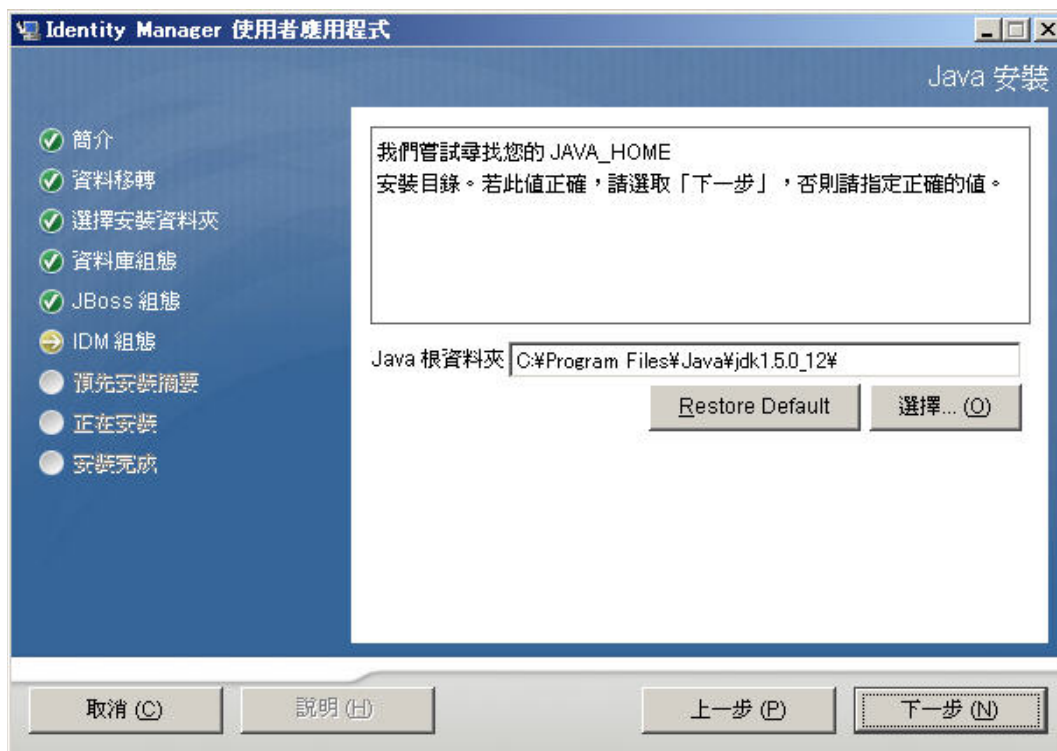 Identity Manager 使用者應用程式
Java 安裝
簡介
資料移轉
選擇安裝資料夾
資料庫組態
JBoss 組態
IDM 組態
預先安裝摘要
正在安裝
安裝完成
我們嘗試尋找您的 JAVA_HOME
安裝目錄。若此值正確，請選取「下一步」，否則請指定正確的值。
Java 根資料夾 C:¥Program Files¥Java¥jdk1.5.0_12¥
Restore Default 選擇... (O)
取消 (C) 說明 (H) 上一步 (P) 下一步 (N)